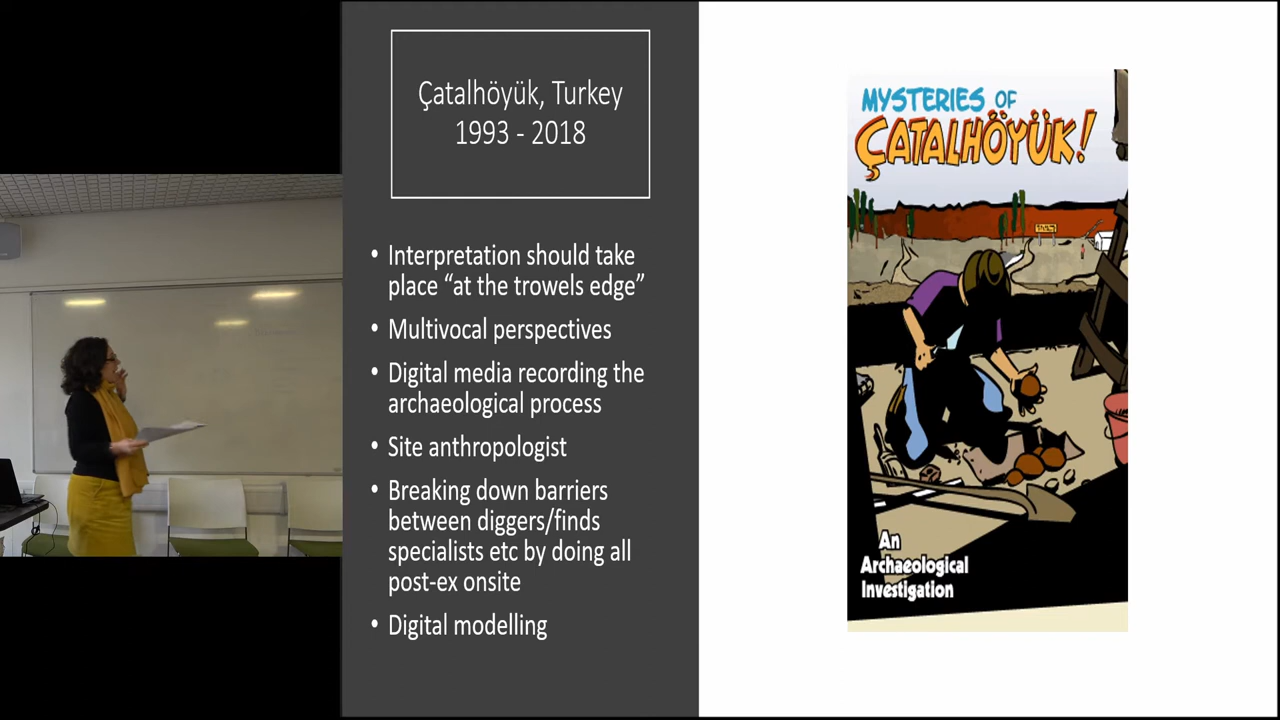 Çatalhöyük, Turkey
1993 - 2018
• Interpretation should take
place “at the trowels edge”
• Multivocal perspectives
• Digital media recording the
archaeological process
• Site anthropologist
• Breaking down barriers
between diggers/finds
specialists etc by doing all
post-ex onsite
• Digital modelling
MYSTERIES OF
ÇATALHÖYÜK!
An
Archaeological
Investigation